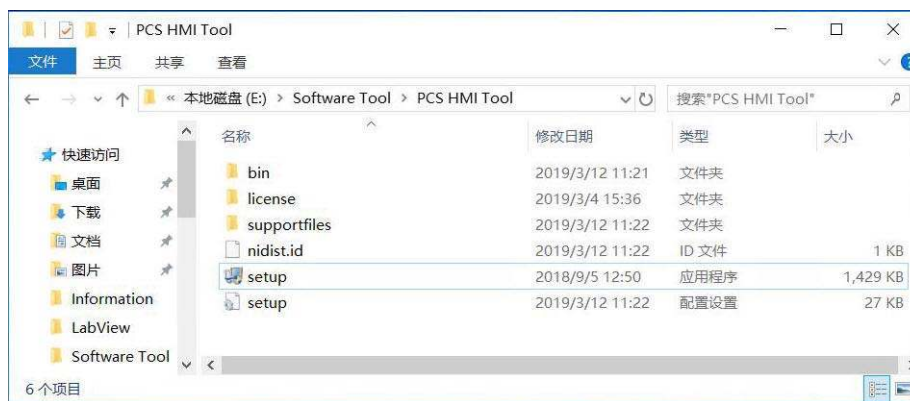 PCS HMI Tool
文件 主页 共享 查看
« 本地磁盘 (E:) > Software Tool > PCS HMI Tool 搜索"PCS HMI Tool"
名称 修改日期 类型 大小
快速访问
桌面
下载
文档
图片
Information
LabView
Software Tool
bin 2019/3/12 11:21 文件夹
license 2019/3/4 15:36 文件夹
supportfiles 2019/3/12 11:22 文件夹
nidist.id 2019/3/12 11:22 ID 文件 1 KB
setup 2018/9/5 12:50 应用程序 1,429 KB
setup 2019/3/12 11:22 配置设置 27 KB
6 个项目